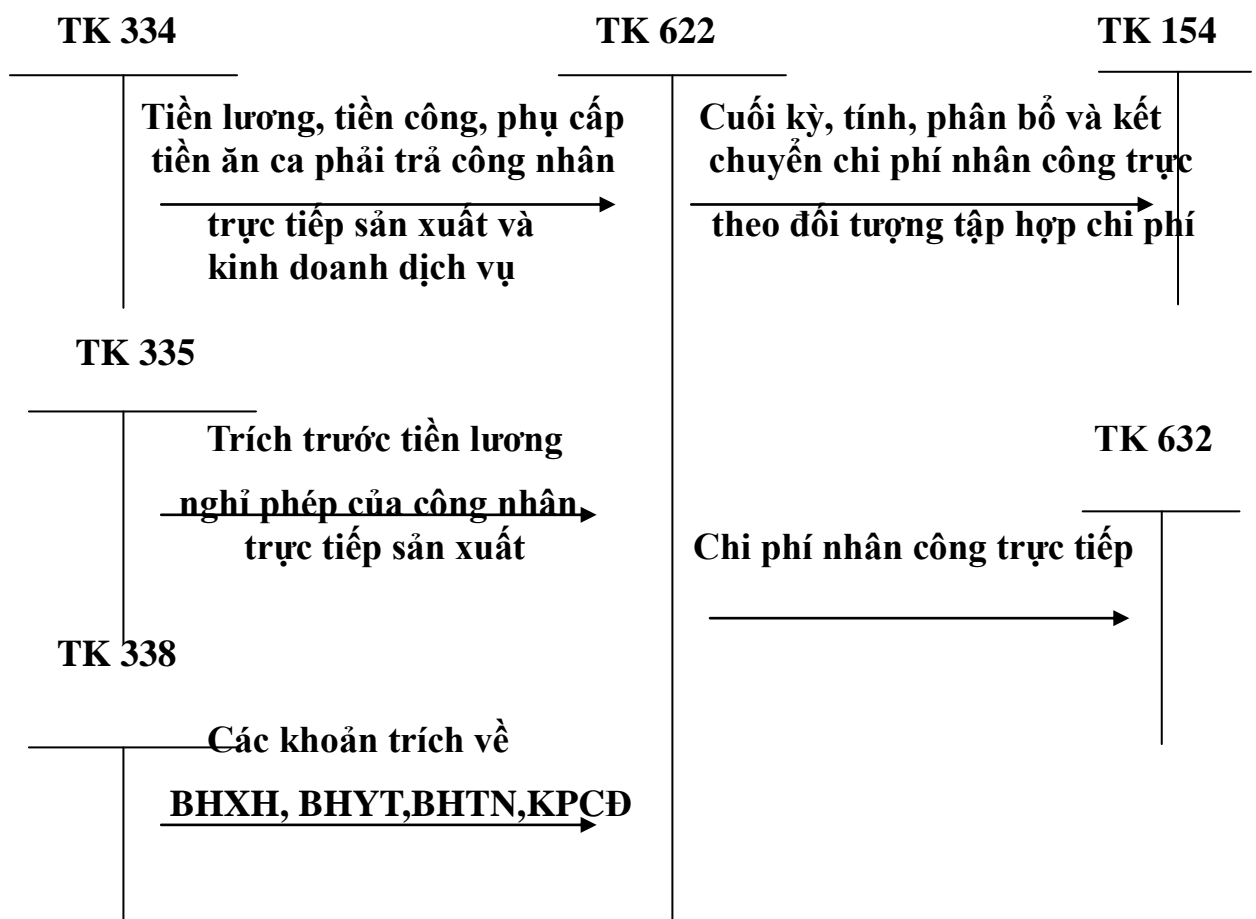 TK 334
TK 622
TK 154
Tiền lương, tiền công, phụ cấp
tiền ăn ca phải trả công nhân
trực tiếp sản xuất và
kinh doanh dịch vụ
Cuối kỳ, tính, phân bổ và kết
chuyển chi phí nhân công trực
theo đối tượng tập hợp chi phí
TK 335
Trích trước tiền lương
nghỉ phép của công nhân
trực tiếp sản xuất
TK 632
Chi phí nhân công trực tiếp
TK 338
Các khoản trích về
BHXH, BHYT,BHTN,KPCĐ